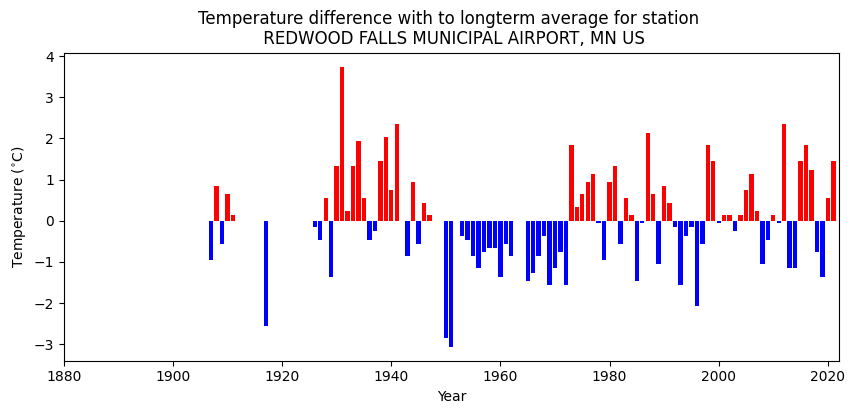 Temperature difference with to longterm average for station
REDWOOD FALLS MUNICIPAL AIRPORT, MN US
4
3
2
1
0
−1
−2
−3
Temperature (°C)
1880 1900 1920 1940 1960 1980 2000 2020
Year